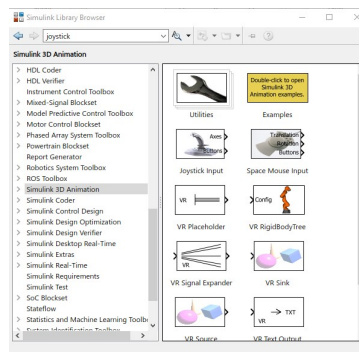 Simulink Library Browser
joystick
Simulink 3D Animation
HDL Coder
HDL Verifier
Instrument Control Toolbox
Mixed-Signal Blockset
Model Predictive Control Toolbox
Motor Control Blockset
Phased Array System Toolbox
Powertrain Blockset
Report Generator
Robotics System Toolbox
ROS Toolbox
Simulink 3D Animation
Simulink Coder
Simulink Control Design
Simulink Design Optimization
Simulink Design Verifier
Simulink Desktop Real-Time
Simulink Extras
Simulink Real-Time
Simulink Requirements
Simulink Test
SoC Blockset
Stateflow
Statistics and Machine Learning Toolbo
System Identification Toolbox
Utilities
Double-click to open
Simulink 3D
Animation examples.
Examples
Axes
Buttons
Joystick Input
Translation
Rotation
Buttons
Space Mouse Input
VR
VR Placeholder
Config
VR RigidBodyTree
VR
VR Signal Expander
VR Sink
VR Source
VR
TXT
VR Text Output